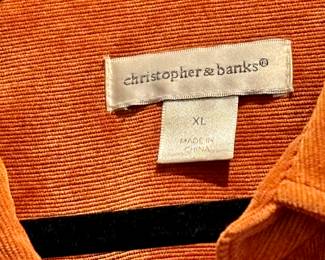 christopher & banks®
XL
MADE IN
CHINA